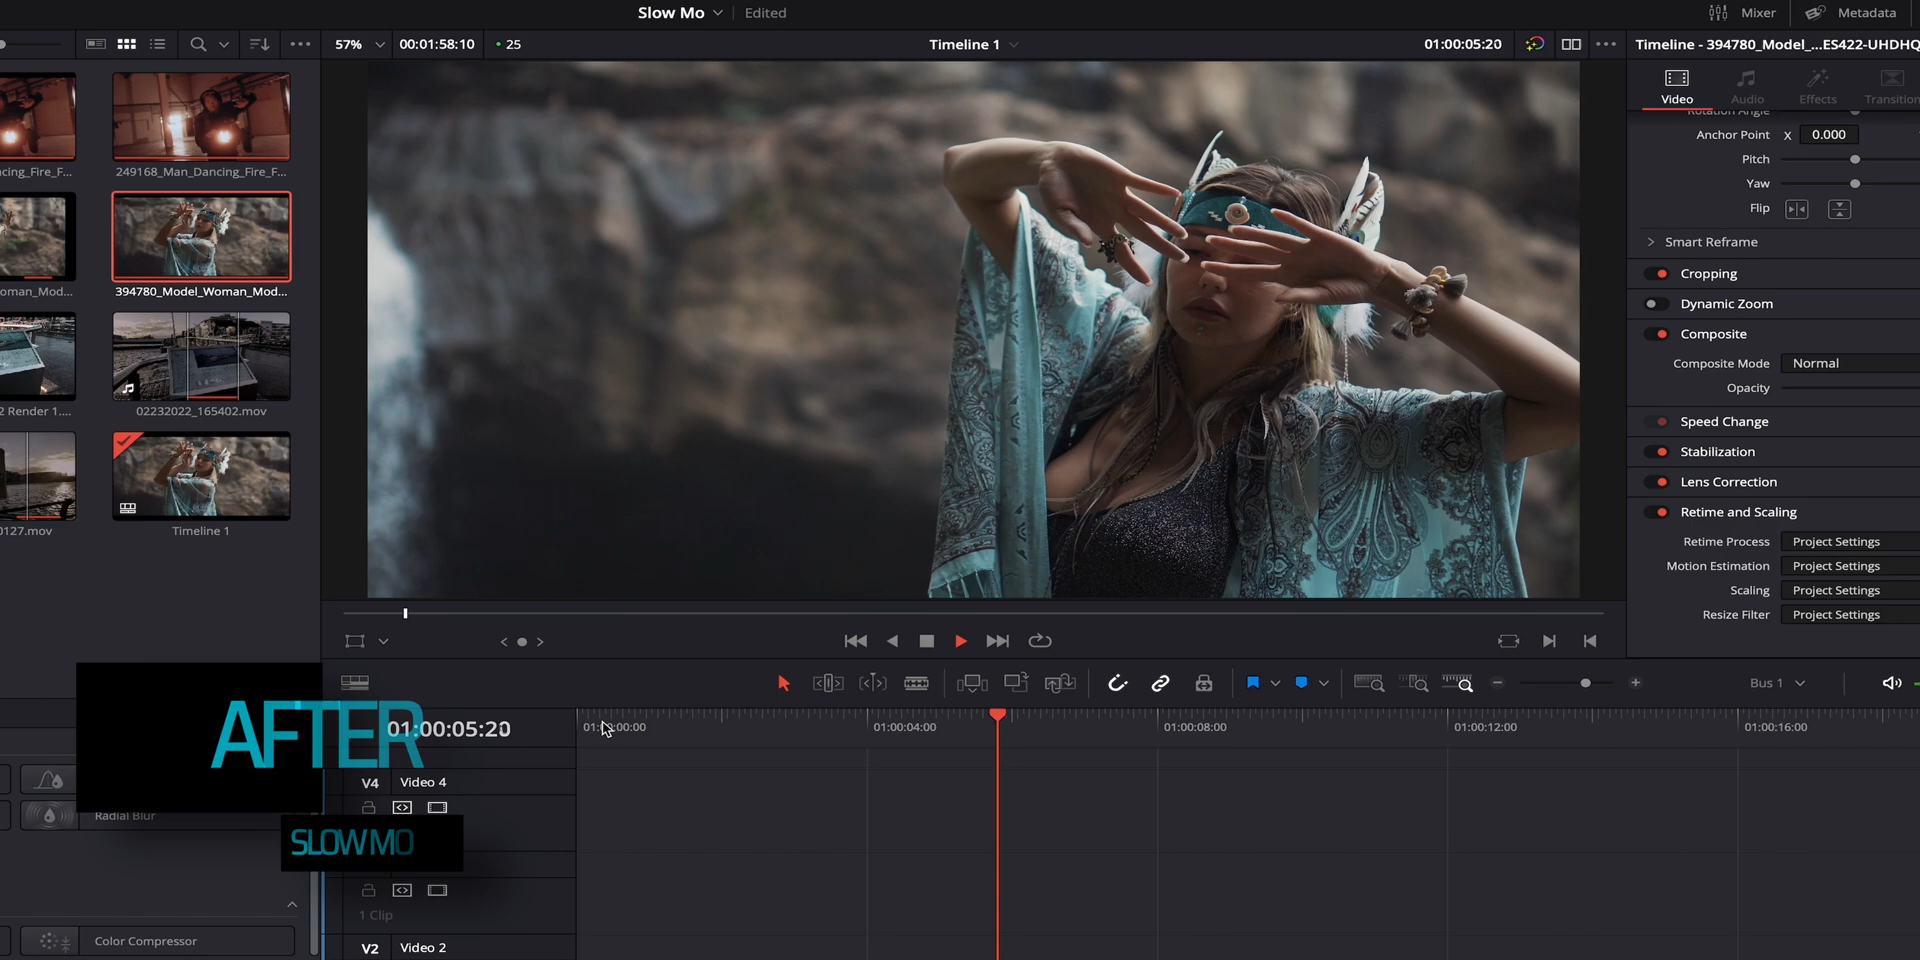 Slow Mo
Edited
Mixer
Metadata
57%
00:01:58:10
25
Timeline 1
01:00:05:20
Timeline - 394780_Model_...ES422-UHDHQ
Video
Audio
Effects
Transition
Rotation Angle
Anchor Point X 0.000
Pitch
Yaw
Flip
Smart Reframe
Cropping
Dynamic Zoom
Composite
Composite Mode Normal
Opacity
Speed Change
Stabilization
Lens Correction
Retime and Scaling
Retime Process Project Settings
Motion Estimation Project Settings
Scaling Project Settings
Resize Filter Project Settings
cing_Fire_F...
249168_Man_Dancing_Fire_F...
oman_Mod...
394780_Model_Woman_Mod...
2 Render 1....
02232022_165402.mov
0127.mov
Timeline 1
Bus 1
AFTER
SLOWMO
01:00:05:20
01:00:00:00
01:00:04:00
01:00:08:00
01:00:12:00
01:00:16:00
V4 Video 4
Radial Blur
1 Clip
Color Compressor
V2 Video 2